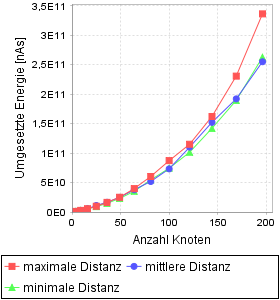 Umgesetzte Energie [nAs]
3,5E11
3E11
2,5E11
2E11
1,5E11
1E11
5E10
0E0
0 50 100 150 200
Anzahl Knoten
maximale Distanz mittlere Distanz
minimale Distanz